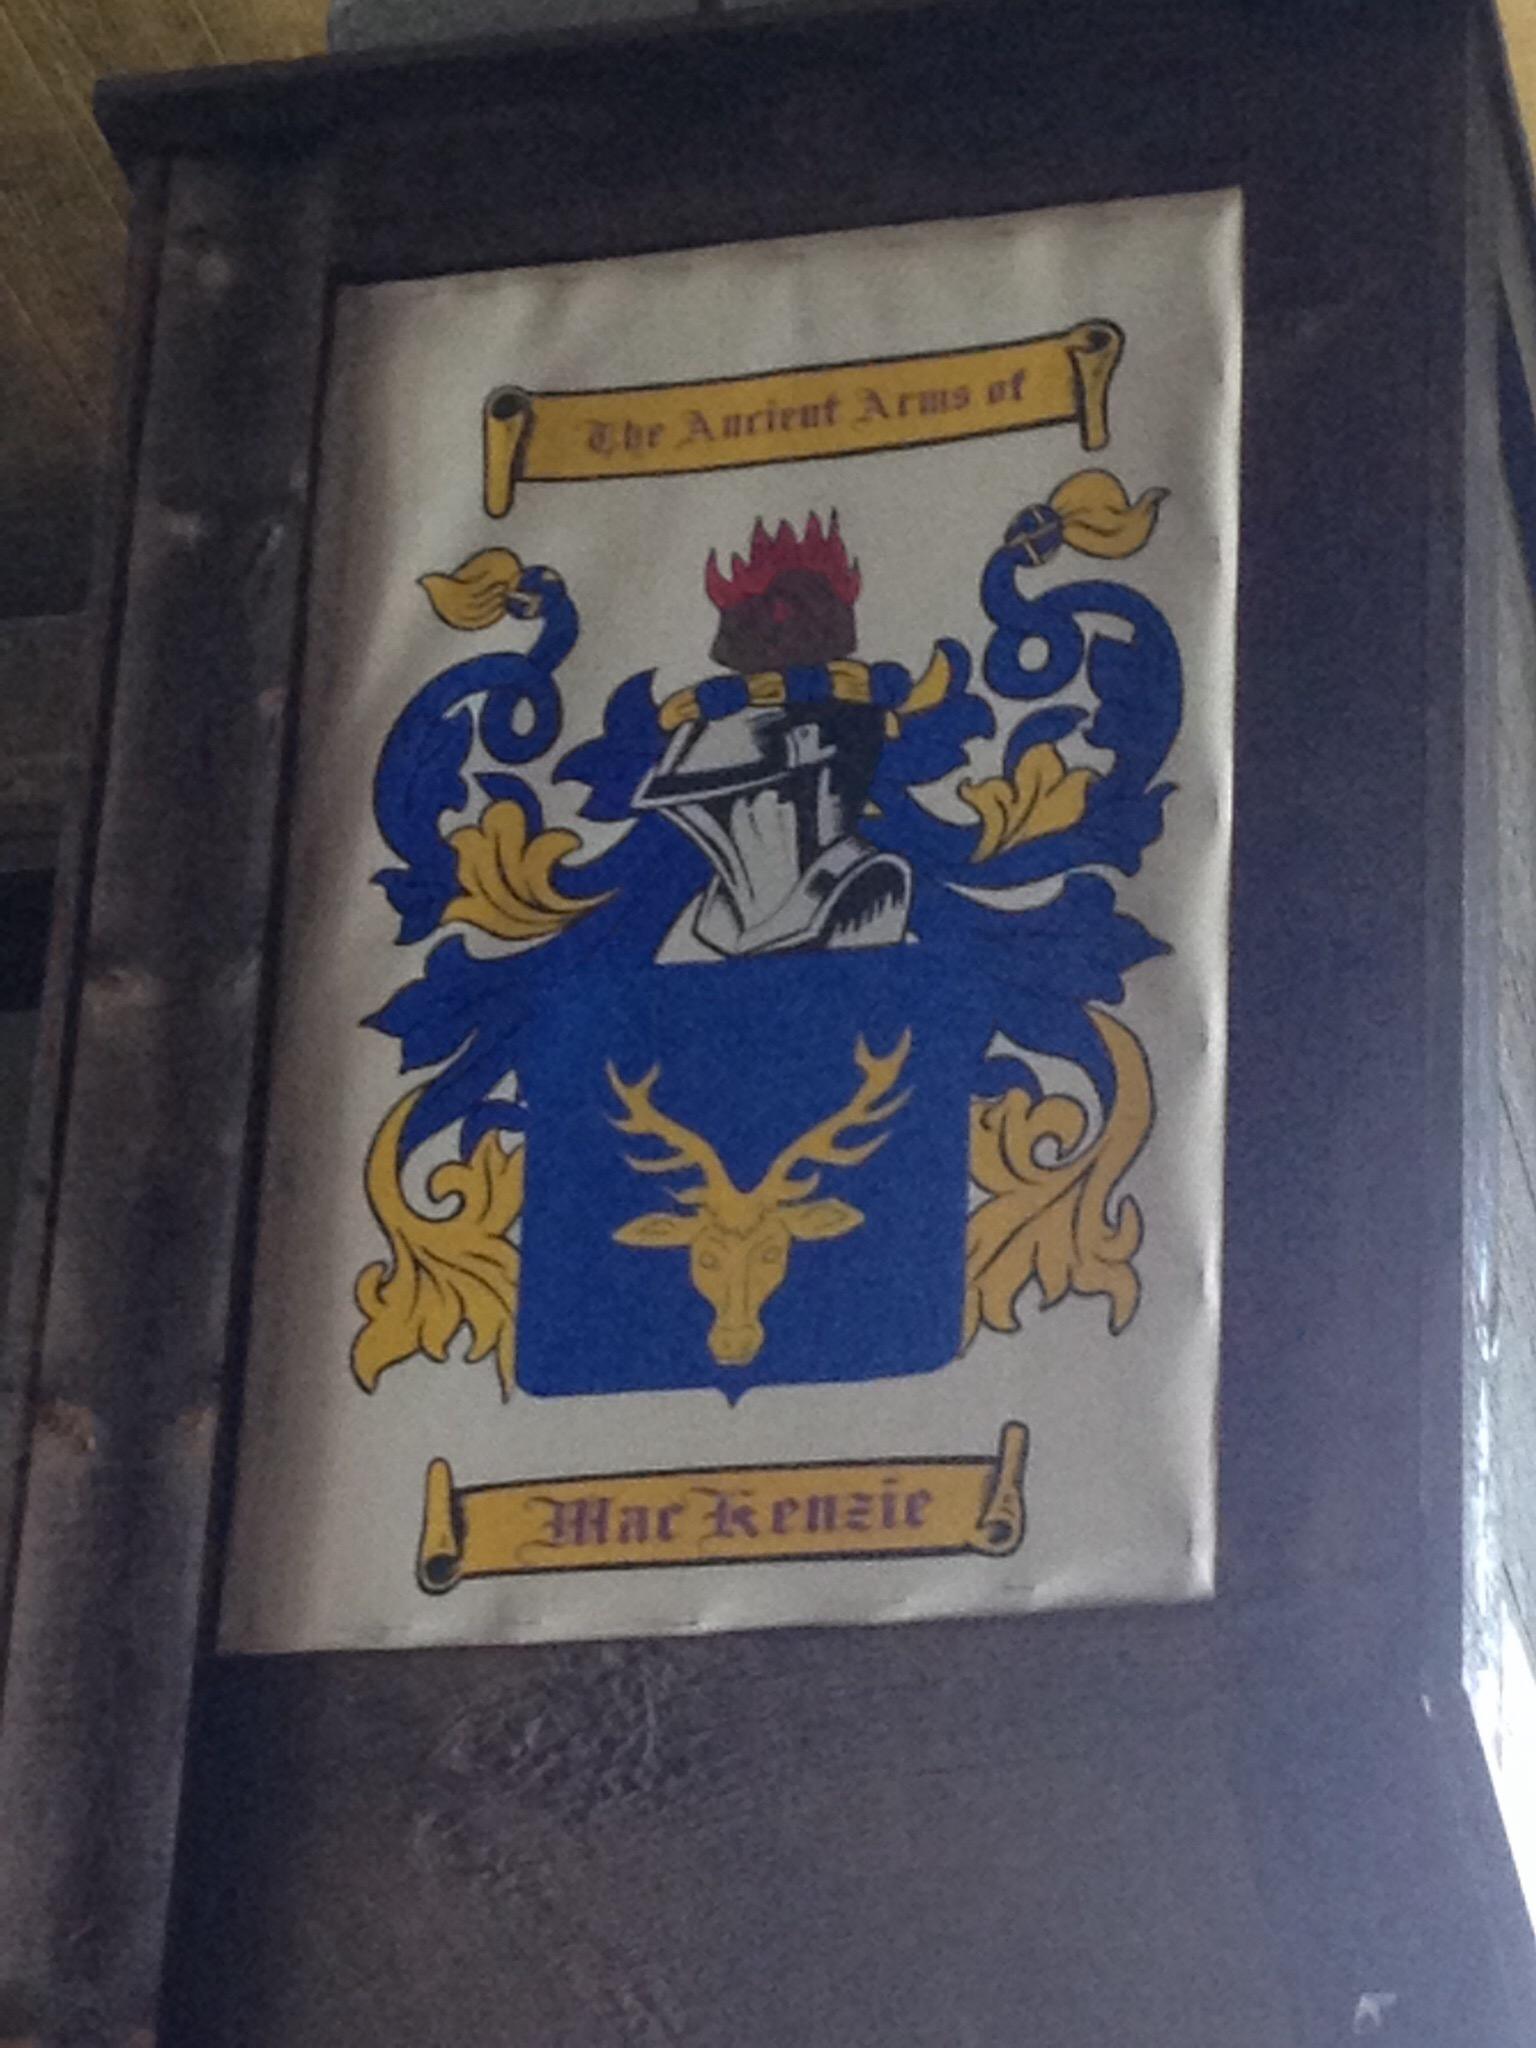 The Ancient Arms of
MacKenzie